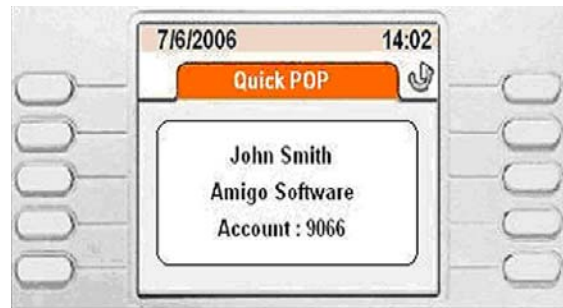 7/6/2006 14:02
Quick POP
John Smith
Amigo Software
Account : 9066